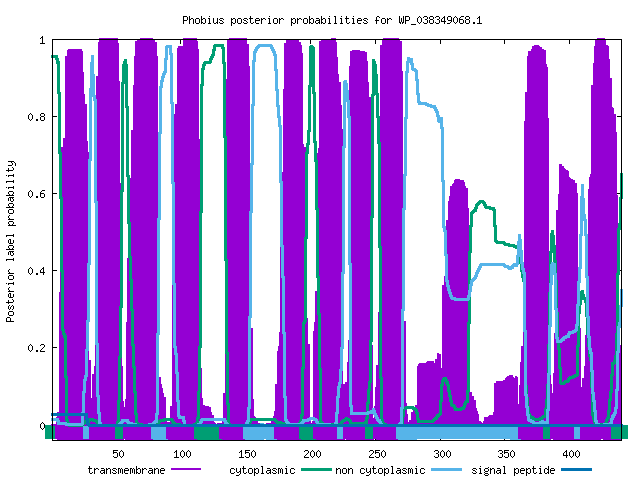 Phobius posterior probabilities for WP_038349068.1
Posterior label probability
1
0.8
0.6
0.4
0.2
0
50 100 150 200 250 300 350 400
transmembrane cytoplasmic non cytoplasmic signal peptide